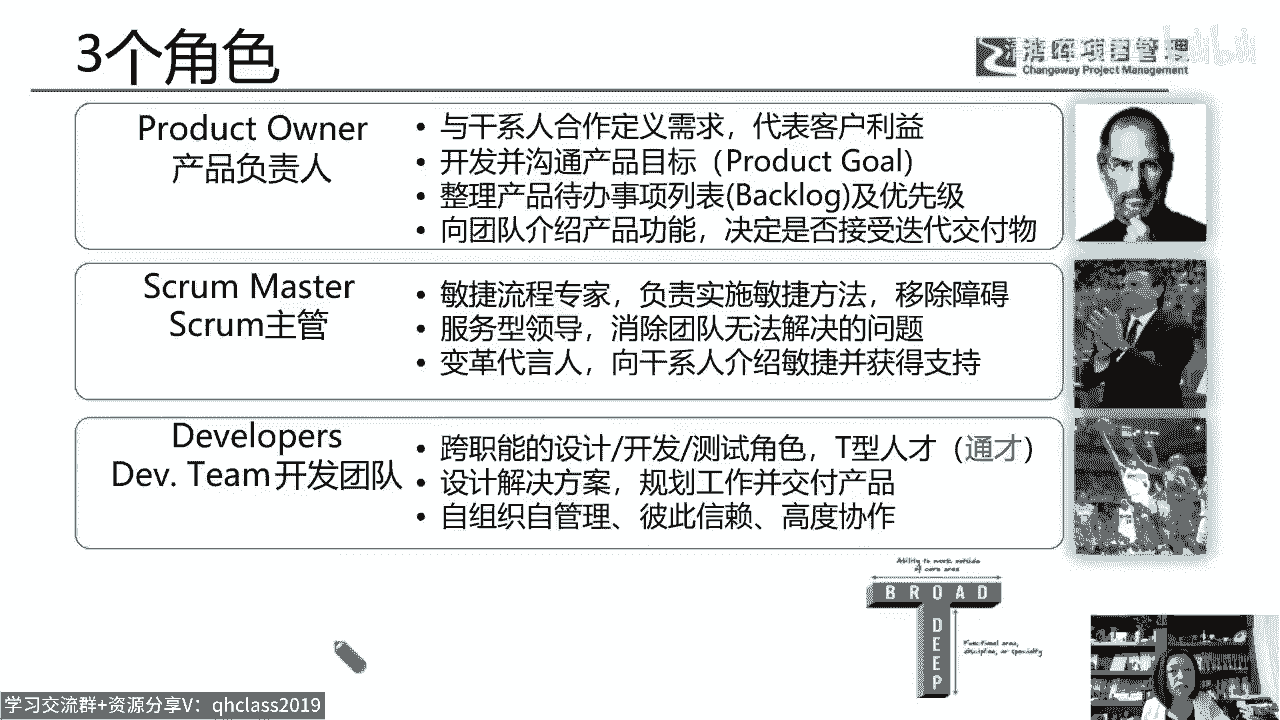 3个角色
清晖项目管理
Changeway Project Management
Product Owner
产品负责人
• 与干系人合作定义需求，代表客户利益
• 开发并沟通产品目标（Product Goal）
• 整理产品待办事项列表(Backlog)及优先级
• 向团队介绍产品功能，决定是否接受迭代交付物
Scrum Master
Scrum主管
• 敏捷流程专家，负责实施敏捷方法，移除障碍
• 服务型领导，消除团队无法解决的问题
• 变革代言人，向干系人介绍敏捷并获得支持
Developers
Dev. Team开发团队
• 跨职能的设计/开发/测试角色，T型人才（通才）
• 设计解决方案，规划工作并交付产品
• 自组织自管理、彼此信赖、高度协作
Ability to work outside
of core area
BROAD
DEEP
Functional area,
discipline, or specialty
学习交流群+资源分享V：qhclass2019